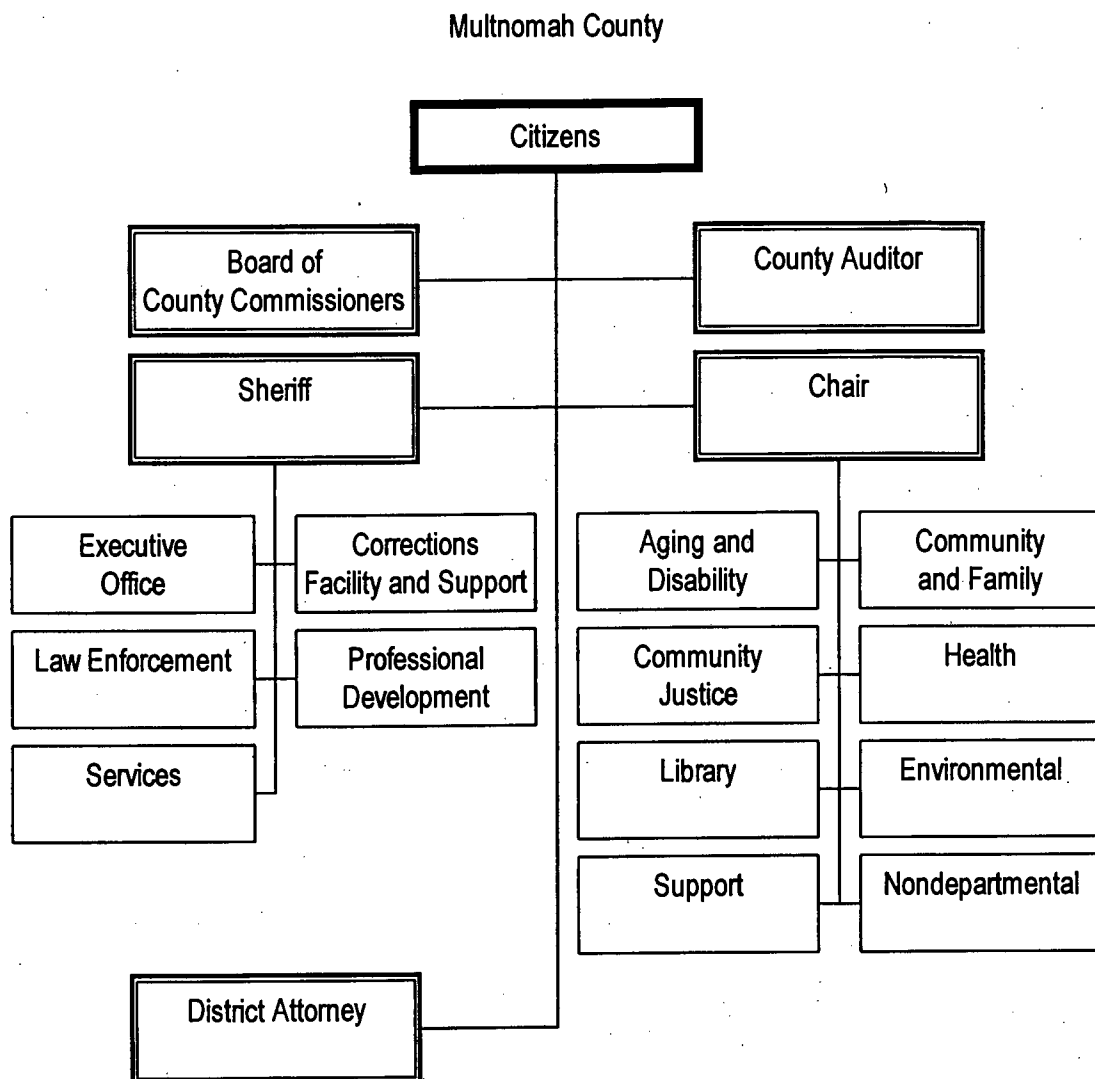 Multnomah County
Citizens
Board of
County Commissioners
County Auditor
Sheriff
Chair
Executive
Office
Corrections
Facility and Support
Law Enforcement
Professional
Development
Services
Aging and
Disability
Community
and Family
Community
Justice
Health
Library
Environmental
Support
Nondepartmental
District Attorney